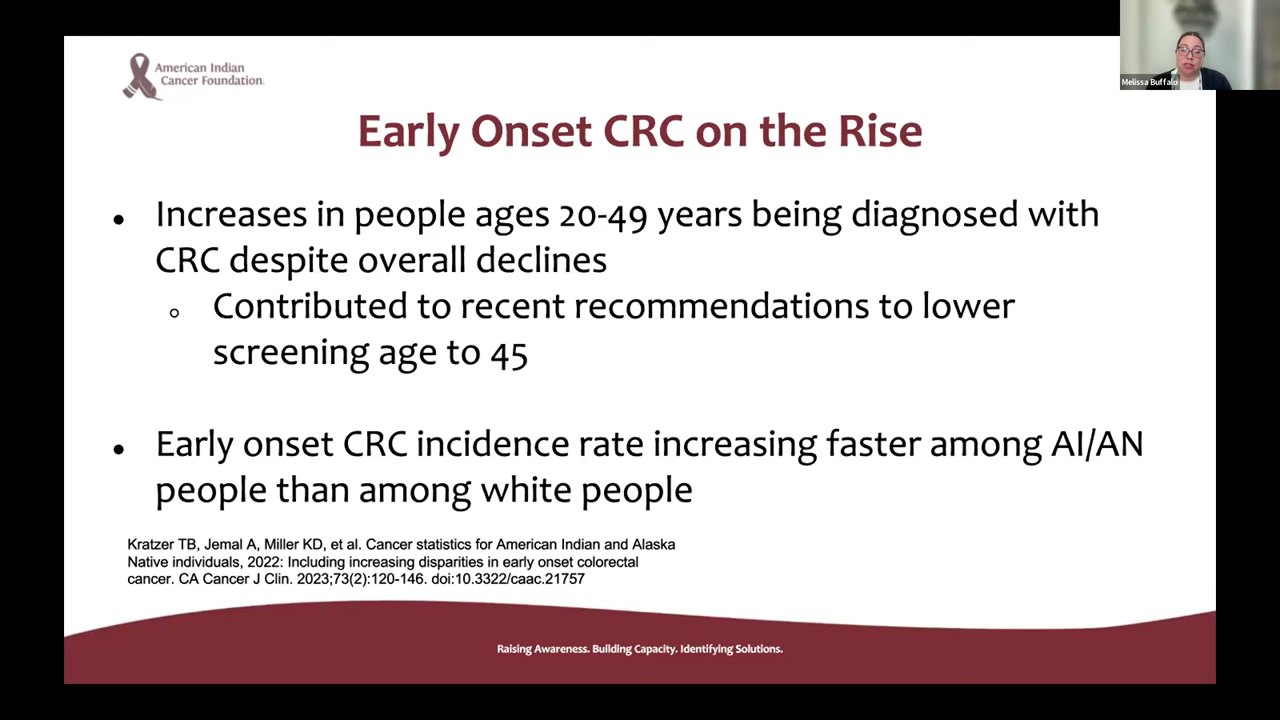 American Indian
Cancer Foundation.
Melissa Buffalo
Early Onset CRC on the Rise
• Increases in people ages 20-49 years being diagnosed with
CRC despite overall declines
○ Contributed to recent recommendations to lower
screening age to 45
• Early onset CRC incidence rate increasing faster among AI/AN
people than among white people
Kratzer TB, Jemal A, Miller KD, et al. Cancer statistics for American Indian and Alaska
Native individuals, 2022: Including increasing disparities in early onset colorectal
cancer. CA Cancer J Clin. 2023;73(2):120-146. doi:10.3322/caac.21757
Raising Awareness. Building Capacity. Identifying Solutions.